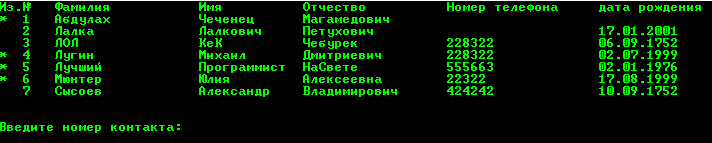 Из.№ Фамилия Имя Отчество Номер телефона дата рождения
* 1 Абдулах Чеченец Магамедович
2 Лалка Лалкович Петухович 17.01.2001
3 ЛОЛ КеК Чебурек 228322 06.09.1752
* 4 Лугин Михаил Дмитриевич 228322 02.07.1999
* 5 Лучший Программист НаСвете 555663 02.01.1976
* 6 Мюнтер Юлия Алексеевна 22322 17.08.1999
7 Сысоев Александр Владимирович 424242 10.09.1752
Введите номер контакта: